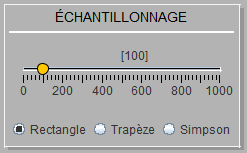 ÉCHANTILLONNAGE
[100]
0 200 400 600 800 1000
Rectangle Trapèze Simpson